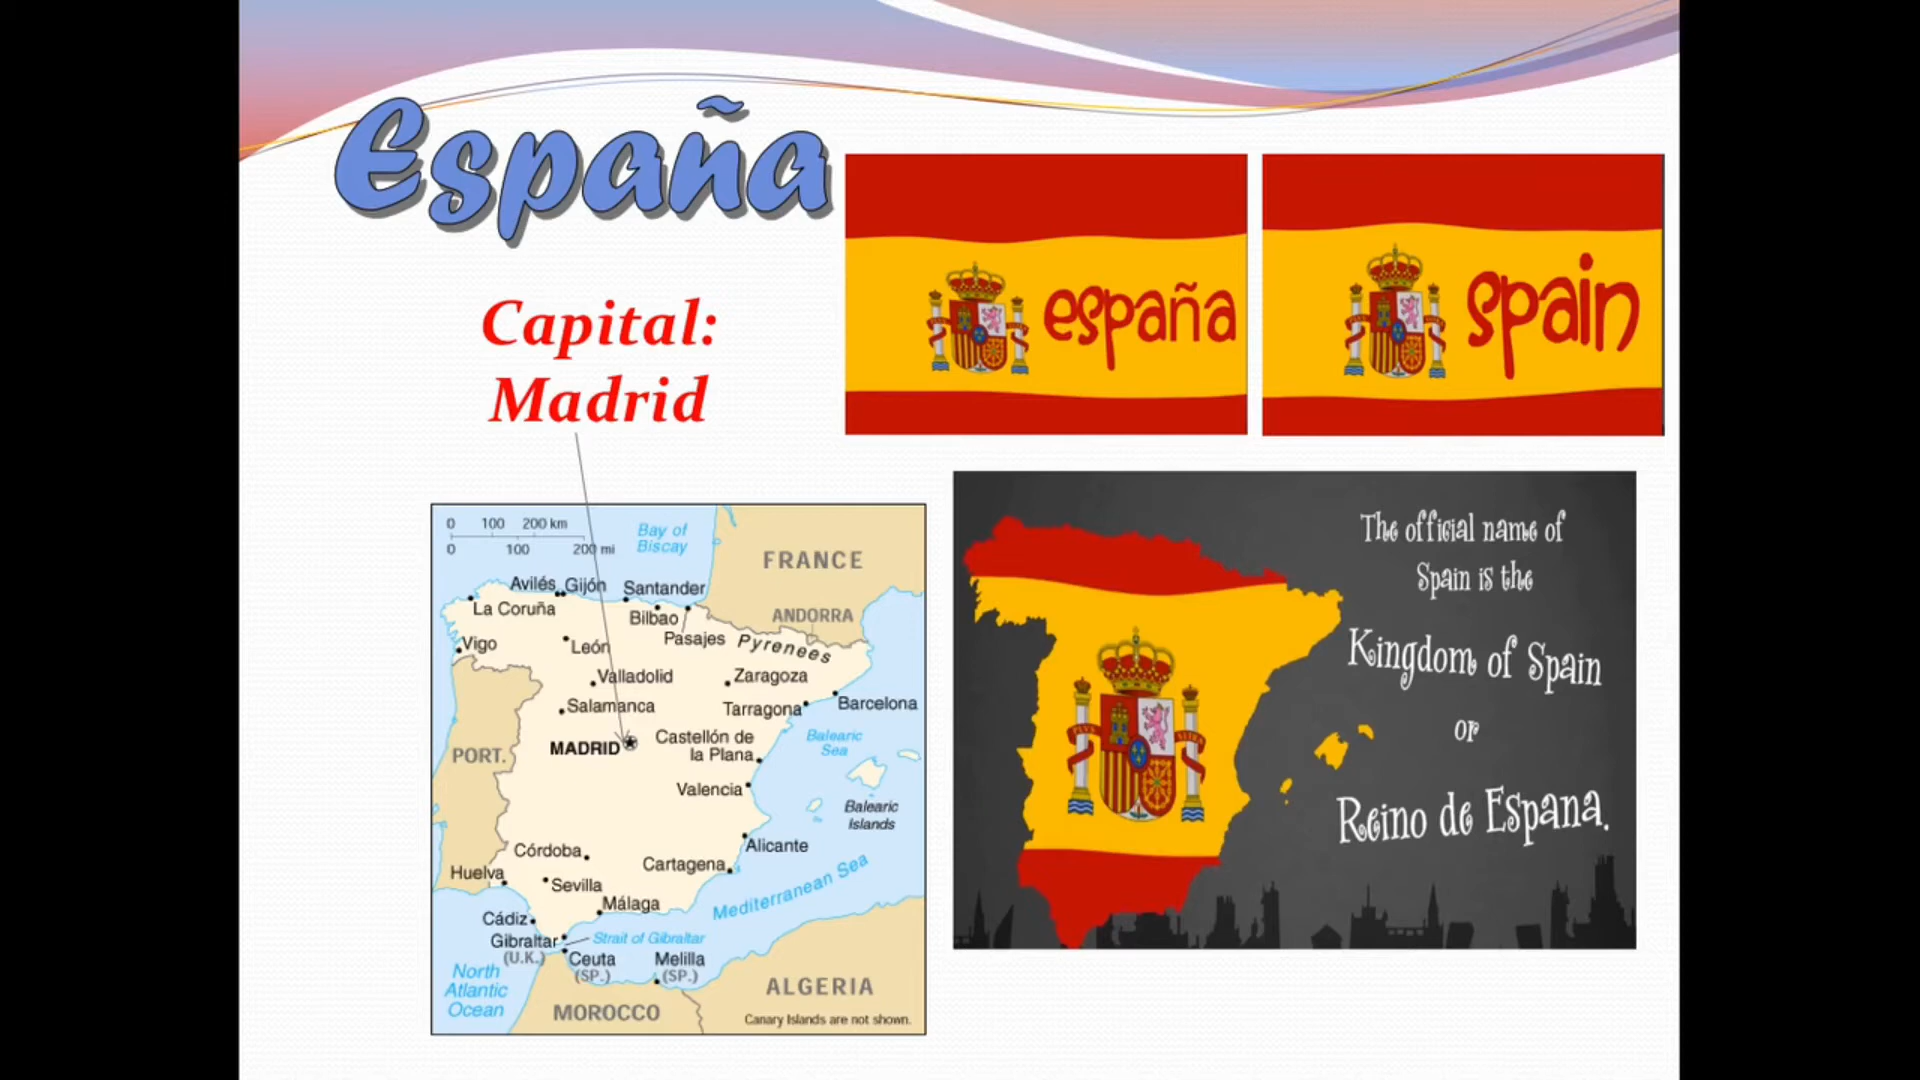 España
Capital:
Madrid
españa
spain
0 100 200 km
0 100 200 mi
Bay of
Biscay
FRANCE
ANDORRA
Avilés Gijón Santander
La Coruña
Bilbao
Pasajes
Pyrenees
Vigo
León
Valladolid
Zaragoza
Salamanca
Tarragona
Barcelona
MADRID
Castellón de
la Plana
Balearic
Sea
PORT.
Valencia
Balearic
Islands
Alicante
Córdoba
Cartagena
Huelva
Sevilla
Málaga
Mediterranean Sea
Cádiz
Gibraltar
(U.K.)
Strait of Gibraltar
Ceuta
(SP.)
Melilla
(SP.)
North
Atlantic
Ocean
MOROCCO
ALGERIA
Canary Islands are not shown.
The official name of
Spain is the
Kingdom of Spain
or
Reino de Espana.
PLUS VLTRA